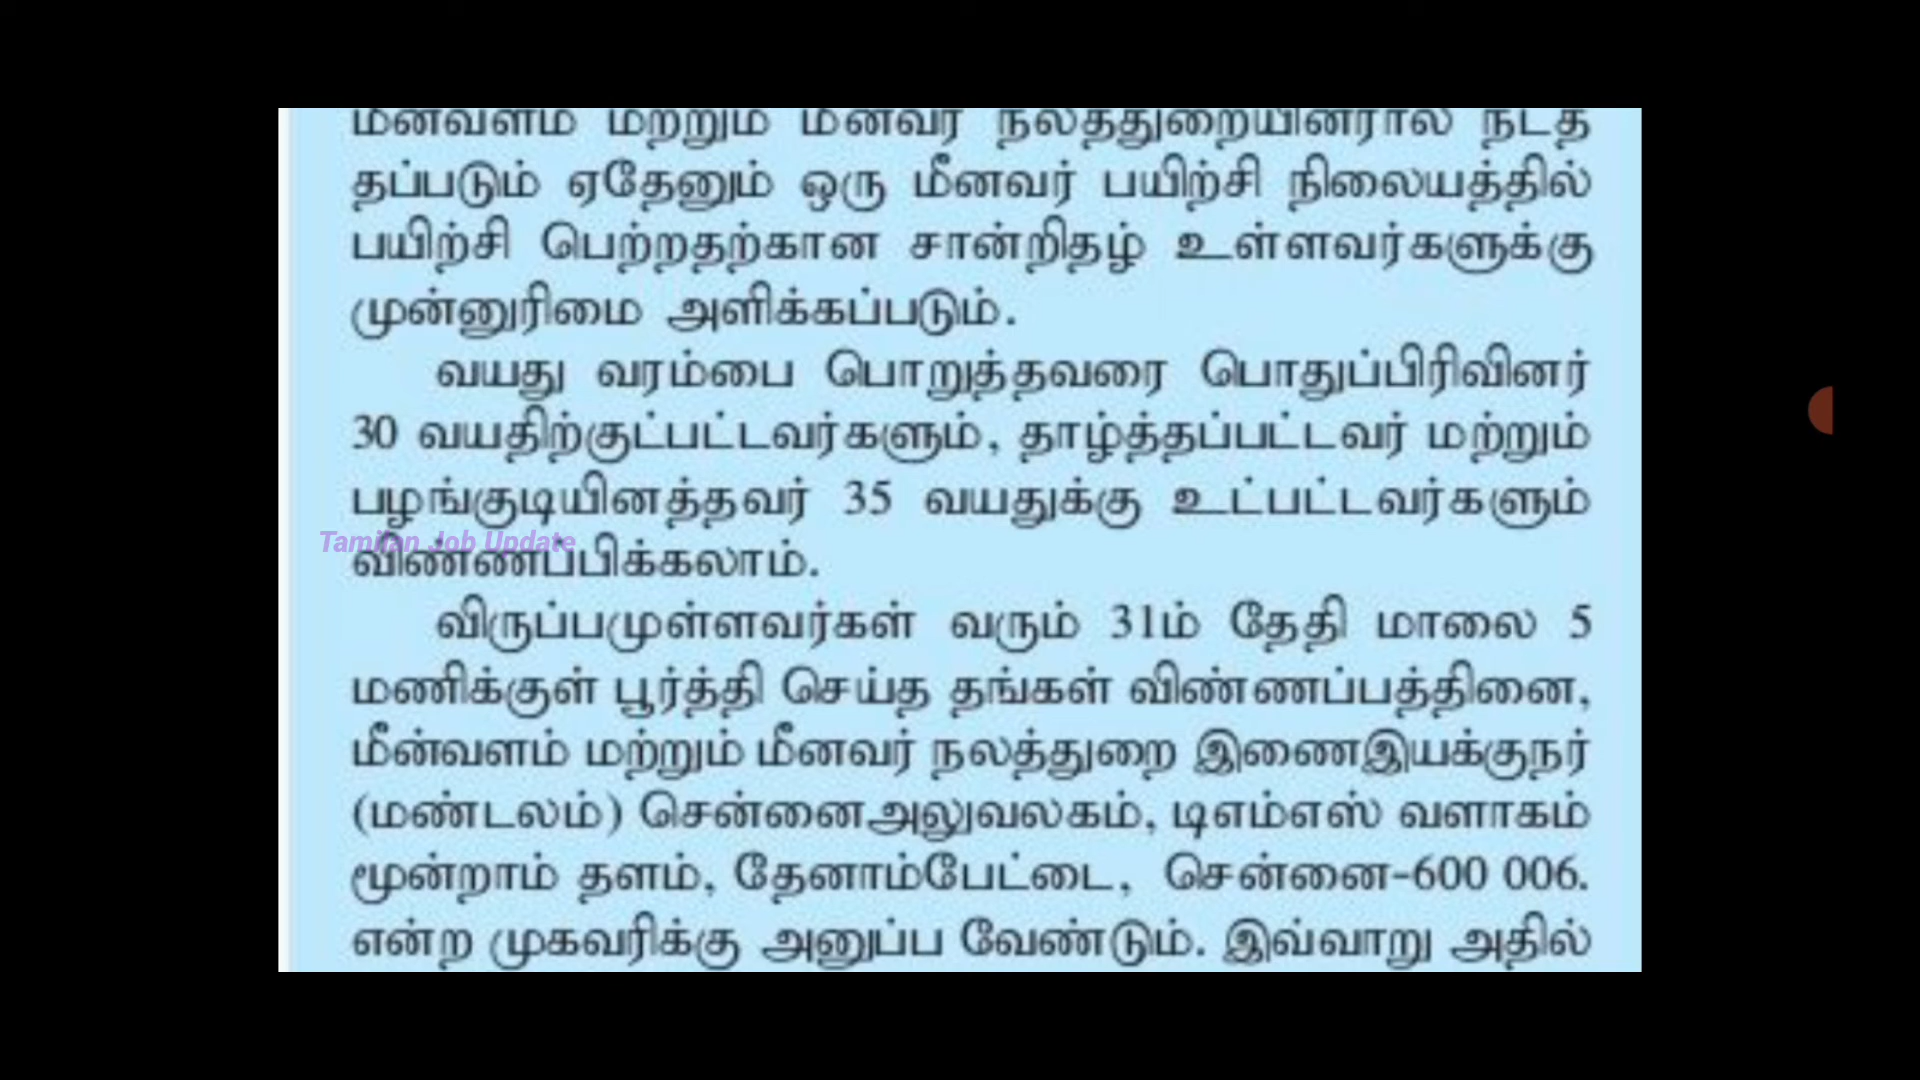 மீன்வளம் மற்றும் மீனவர் நலத்துறையினரால் நடத்
தப்படும் ஏதேனும் ஒரு மீனவர் பயிற்சி நிலையத்தில்
பயிற்சி பெற்றதற்கான சான்றிதழ் உள்ளவர்களுக்கு
முன்னுரிமை அளிக்கப்படும்.
வயது வரம்பை பொறுத்தவரை பொதுப்பிரிவினர்
30 வயதிற்குட்பட்டவர்களும், தாழ்த்தப்பட்டவர் மற்றும்
பழங்குடியினத்தவர் 35 வயதுக்கு உட்பட்டவர்களும்
Tamilan Job Update
விண்ணப்பிக்கலாம்.
விருப்பமுள்ளவர்கள் வரும் 31ம் தேதி மாலை 5
மணிக்குள் பூர்த்தி செய்த தங்கள் விண்ணப்பத்தினை,
மீன்வளம் மற்றும் மீனவர் நலத்துறை இணைஇயக்குநர்
(மண்டலம்) சென்னைஅலுவலகம், டிஎம்எஸ் வளாகம்
மூன்றாம் தளம், தேனாம்பேட்டை, சென்னை-600 006.
என்ற முகவரிக்கு அனுப்ப வேண்டும். இவ்வாறு அதில்